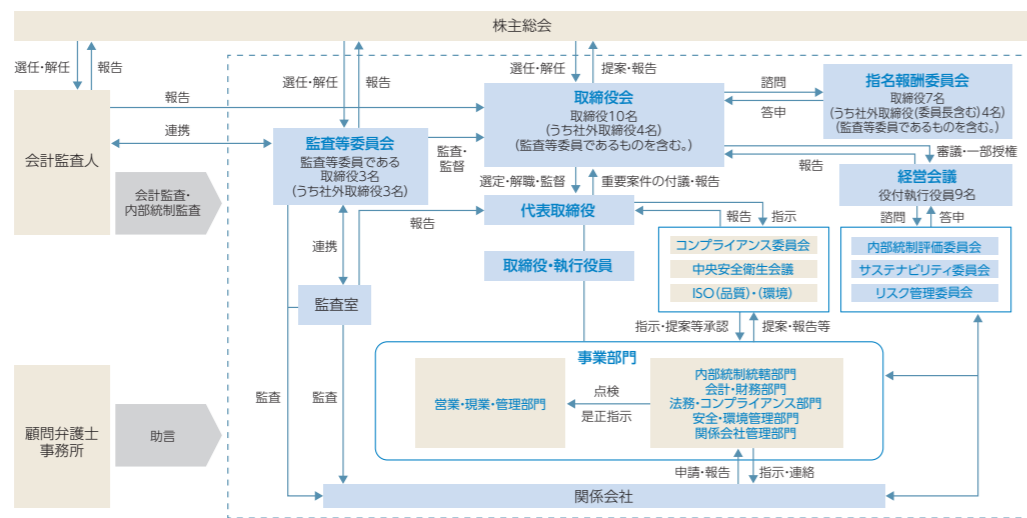 株主総会
選任・解任
報告
選任・解任
報告
選任・解任
提案・報告
会計監査人
報告
連携
会計監査・
内部統制監査
監査等委員会
監査等委員である
取締役3名
（うち社外取締役3名）
監査・
監督
取締役会
取締役10名
（うち社外取締役4名）
（監査等委員であるものを含む。）
諮問
答申
指名報酬委員会
取締役7名
（うち社外取締役（委員長含む）4名）
（監査等委員であるものを含む。）
審議・一部授権
報告
経営会議
役付執行役員9名
選定・解職・監督
重要案件の付議・報告
代表取締役
報告
報告
指示
諮問
答申
連携
取締役・執行役員
コンプライアンス委員会
中央安全衛生会議
ISO（品質）・（環境）
内部統制評価委員会
サステナビリティ委員会
リスク管理委員会
監査室
指示・提案等承認
提案・報告等
事業部門
営業・現業・管理部門
点検
是正指示
内部統制統轄部門
会計・財務部門
法務・コンプライアンス部門
安全・環境管理部門
関係会社管理部門
監査
監査
顧問弁護士
事務所
助言
申請・報告
指示・連絡
関係会社